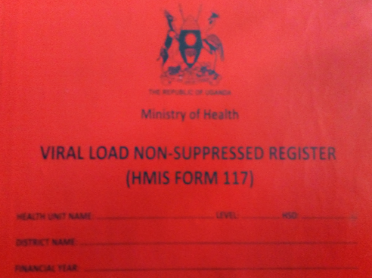 THE REPUBLIC OF UGANDA
Ministry of Health
VIRAL LOAD NON-SUPPRESSED REGISTER
(HMIS FORM 117)
HEALTH UNIT NAME: LEVEL: HSD:
DISTRICT NAME:
FINANCIAL YEAR: